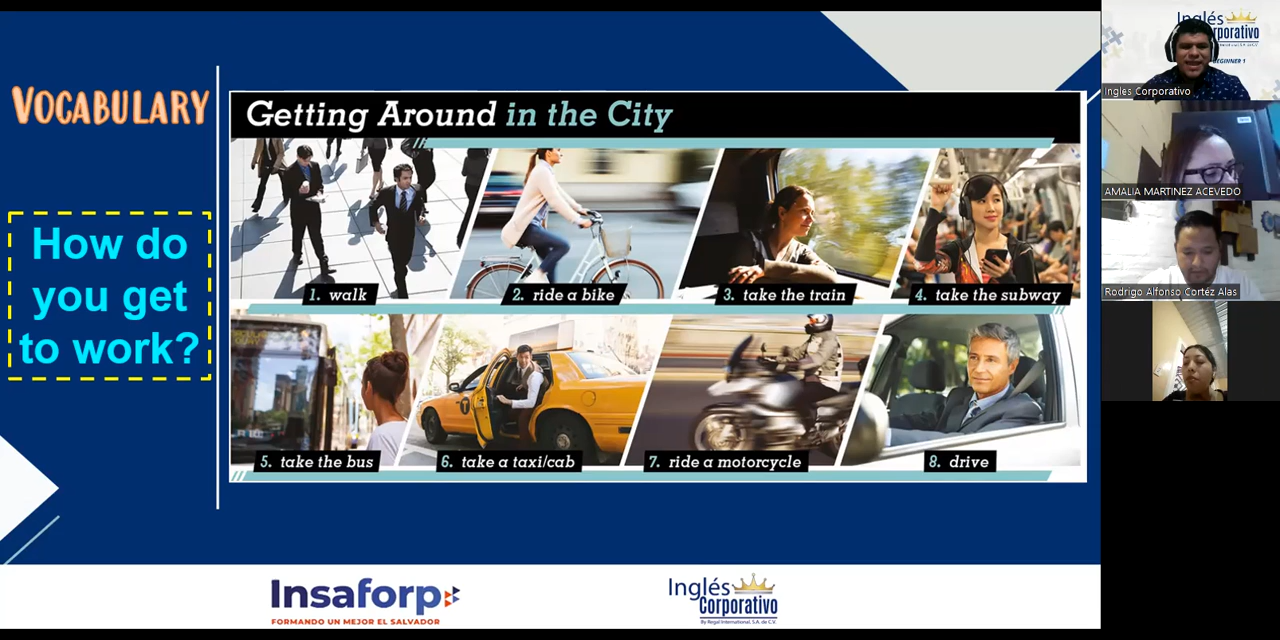 VOCABULARY
How do
you get
to work?
Getting Around in the City
1. walk
2. ride a bike
3. take the train
4. take the subway
5. take the bus
6. take a taxi/cab
7. ride a motorcycle
8. drive
Insaforp
FORMANDO UN MEJOR EL SALVADOR
Inglés
Corporativo
By Regal International, S.A. de C.V.
Inglés
rporativo
BEGINNER 1
Ingles Corporativo
AMALIA MARTINEZ ACEVEDO
Rodrigo Alfonso Cortéz Alas